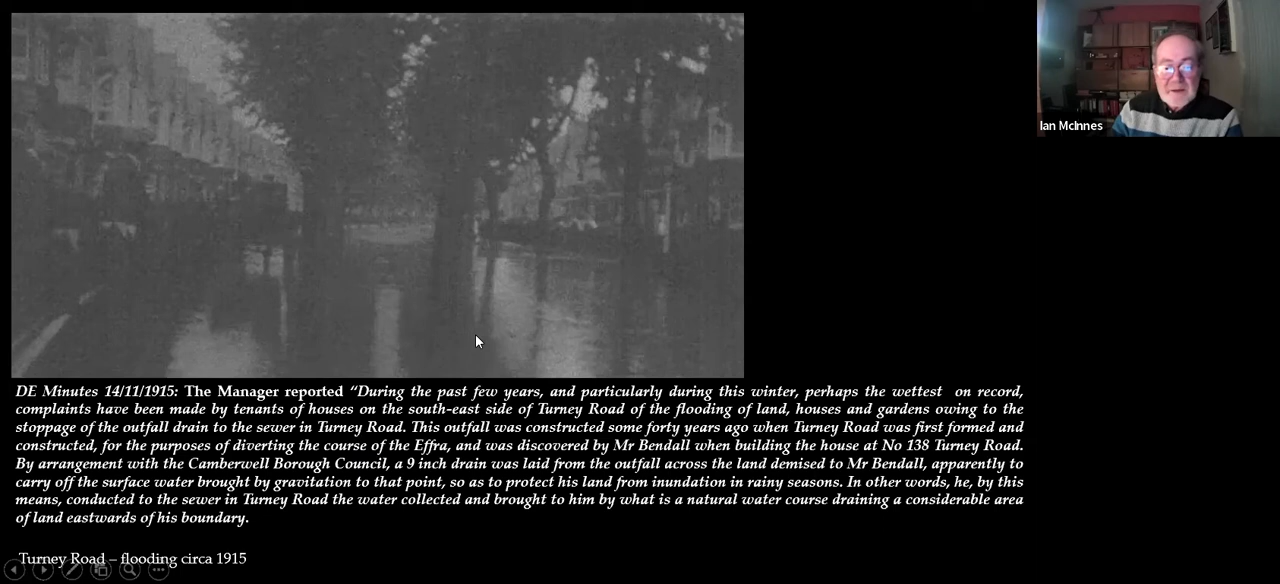 Ian McInnes
DE Minutes 14/11/1915: The Manager reported “During the past few years, and particularly during this winter, perhaps the wettest on record,
complaints have been made by tenants of houses on the south-east side of Turney Road of the flooding of land, houses and gardens owing to the
stoppage of the outfall drain to the sewer in Turney Road. This outfall was constructed some forty years ago when Turney Road was first formed and
constructed, for the purposes of diverting the course of the Effra, and was discovered by Mr Bendall when building the house at No 138 Turney Road.
By arrangement with the Camberwell Borough Council, a 9 inch drain was laid from the outfall across the land demised to Mr Bendall, apparently to
carry off the surface water brought by gravitation to that point, so as to protect his land from inundation in rainy seasons. In other words, he, by this
means, conducted to the sewer in Turney Road the water collected and brought to him by what is a natural water course draining a considerable area
of land eastwards of his boundary.
Turney Road – flooding circa 1915